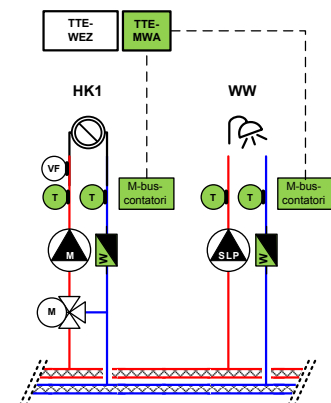 TTE-
WEZ
TTE-
MWA
HK1
WW
VF
T
T
M-bus-
contatori
T
T
M-bus-
contatori
M
W
SLP
W
M